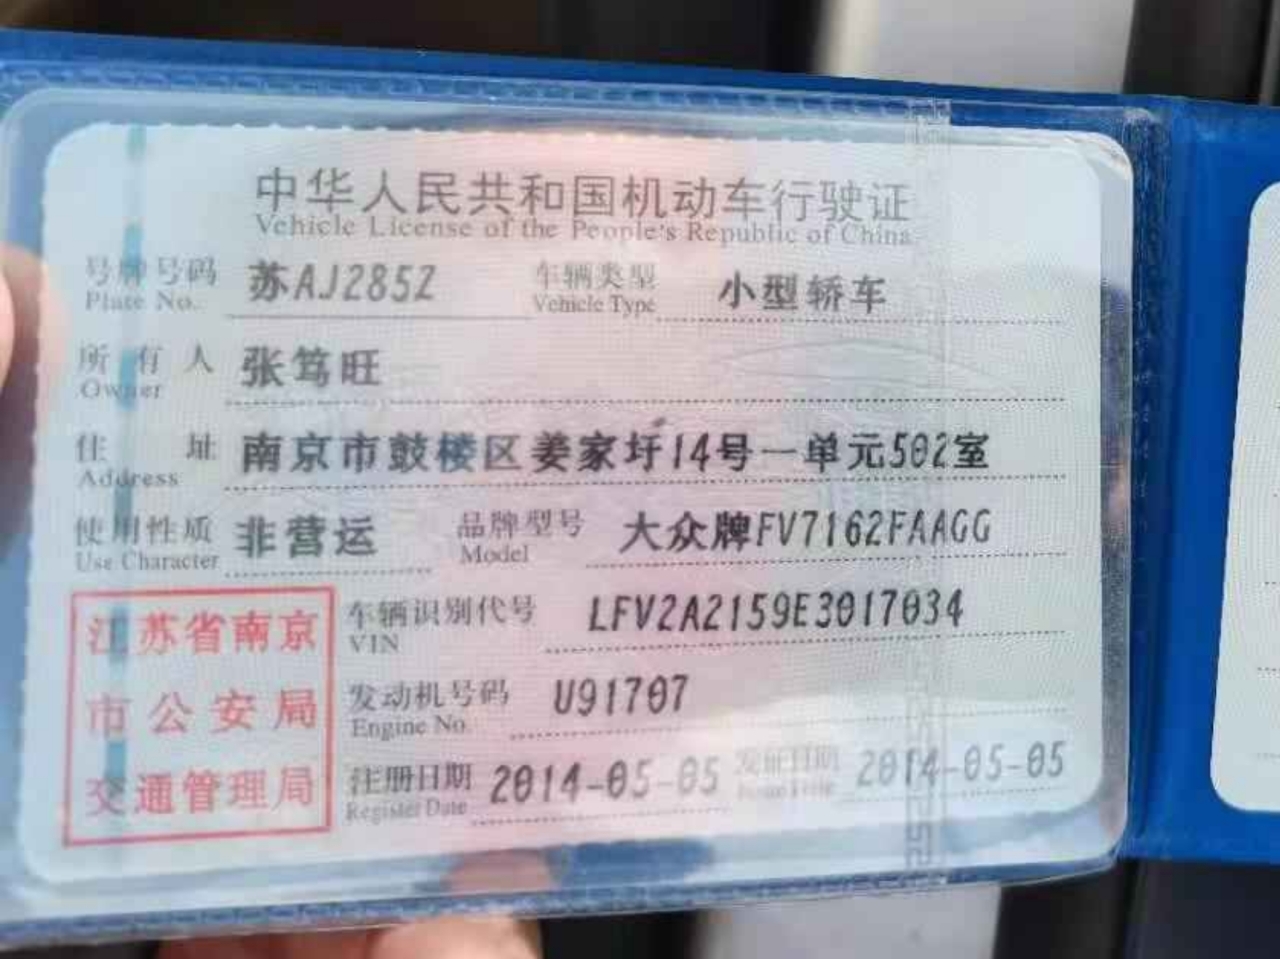 中华人民共和国机动车行驶证
Vehicle License of the People's Republic of China
号牌号码 苏AJ285Z 车辆类型 小型轿车
Plate No. Vehicle Type
所有人 张笃旺
Owner
住址 南京市鼓楼区姜家圩14号一单元502室
Address
使用性质 非营运 品牌型号 大众牌FV7162FAAGG
Use Character Model
江苏省南京
市公安局
交通管理局
车辆识别代号 LFV2A2159E3017034
VIN
发动机号码 U91707
Engine No.
注册日期 2014-05-05 发证日期 2014-05-05
Register Date Issue Date